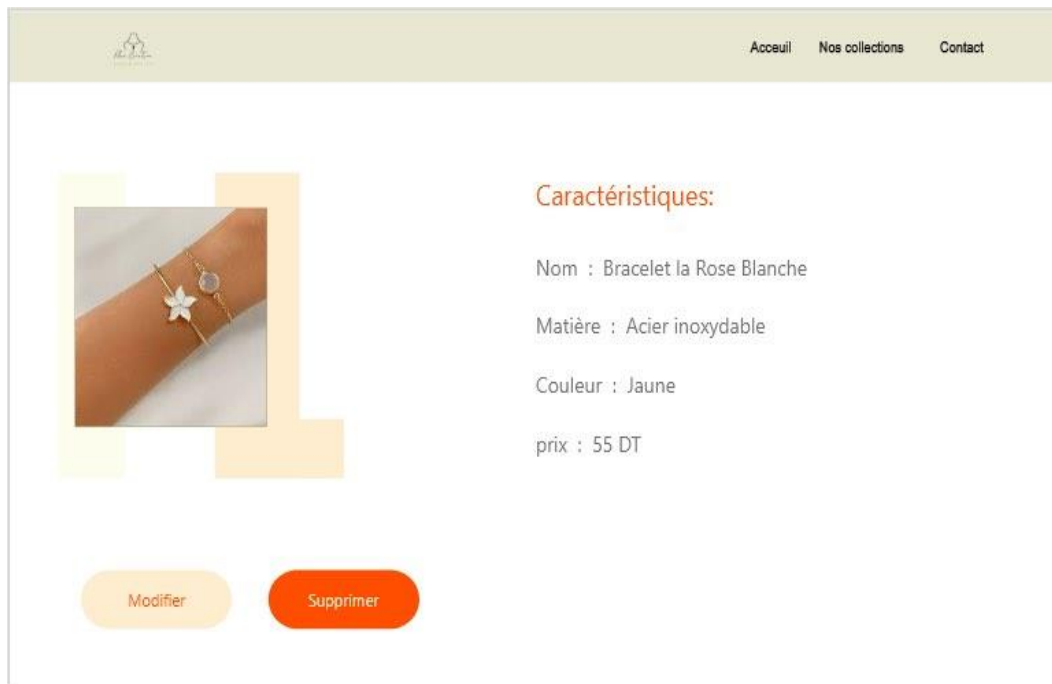 Acceuil Nos collections Contact
Caractéristiques:
Nom : Bracelet la Rose Blanche
Matière : Acier inoxydable
Couleur : Jaune
prix : 55 DT
Modifier Supprimer